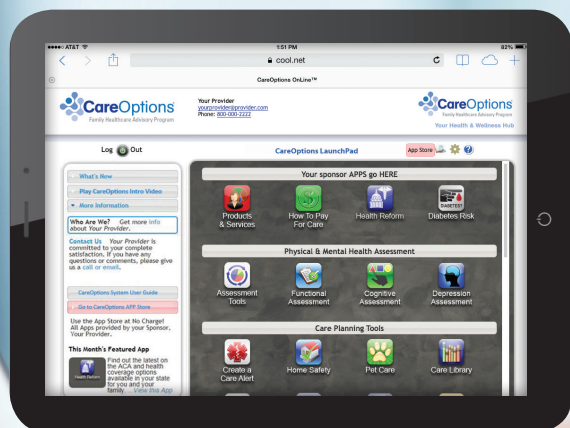 AT&T 1:51 PM 82%
cool.net
CareOptions OnLine™
CareOptions
Family Healthcare Advisory Program
Your Provider
yourprovider@provider.com
Phone: 800-000-2222
CareOptions
Family Healthcare Advisory Program
Your Health & Wellness Hub
Log Out
CareOptions LaunchPad
App Store
What's New
Play CareOptions Intro Video
More Information
Who Are We? Get more info
about Your Provider.
Contact Us Your Provider is
committed to your complete
satisfaction. If you have any
questions or comments, please give
us a call or email.
CareOptions System User Guide
Go to CareOptions APP Store
Use the App Store at No Charge!
All Apps provided by your Sponsor,
Your Provider.
This Month's Featured App
Health Reform
Find out the latest on
the ACA and health
coverage options
available in your state
for you and your
family ...View this App
Your sponsor APPS go HERE
Products
& Services
How To Pay
For Care
Health Reform
DIABETES?
Diabetes Risk
Physical & Mental Health Assessment
Assessment
Tools
Functional
Assessment
Cognitive
Assessment
Depression
Assessment
Care Planning Tools
Create a
Care Alert
Home Safety
Pet Care
Care Library